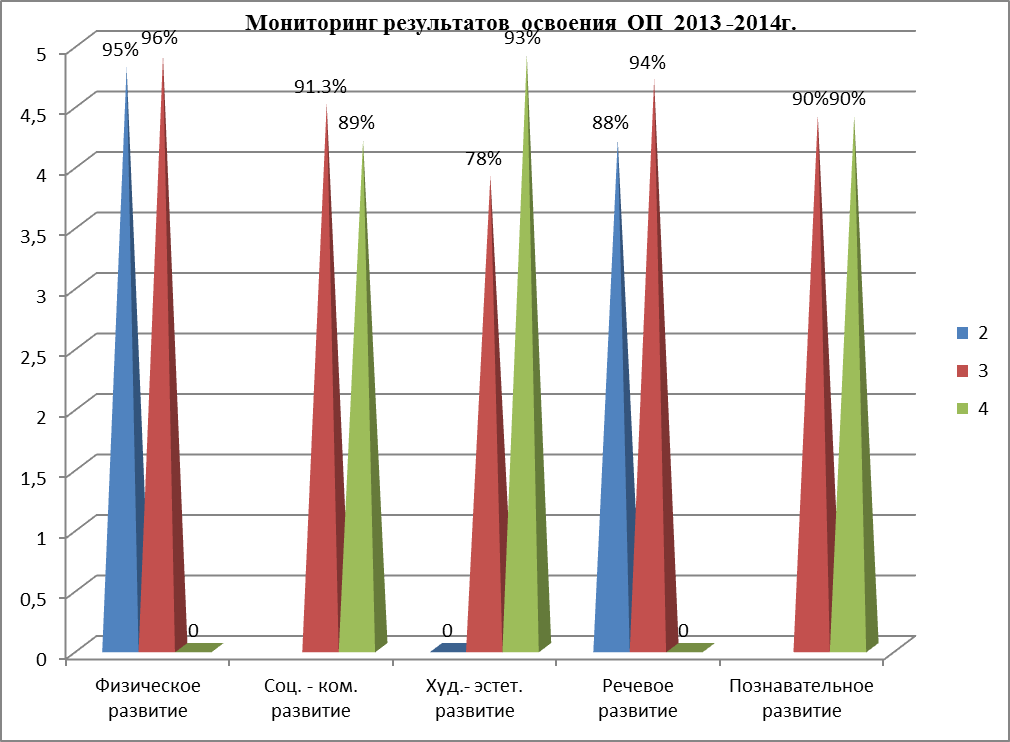 Мониторинг результатов освоения ОП 2013 -2014г.
5
4,5
4
3,5
3
2,5
2
1,5
1
0,5
0
95%
96%
0
91.3%
89%
0
78%
93%
88%
94%
0
90%
90%
Физическое
развитие
Соц. - ком.
развитие
Худ.- эстет.
развитие
Речевое
развитие
Познавательное
развитие
2
3
4